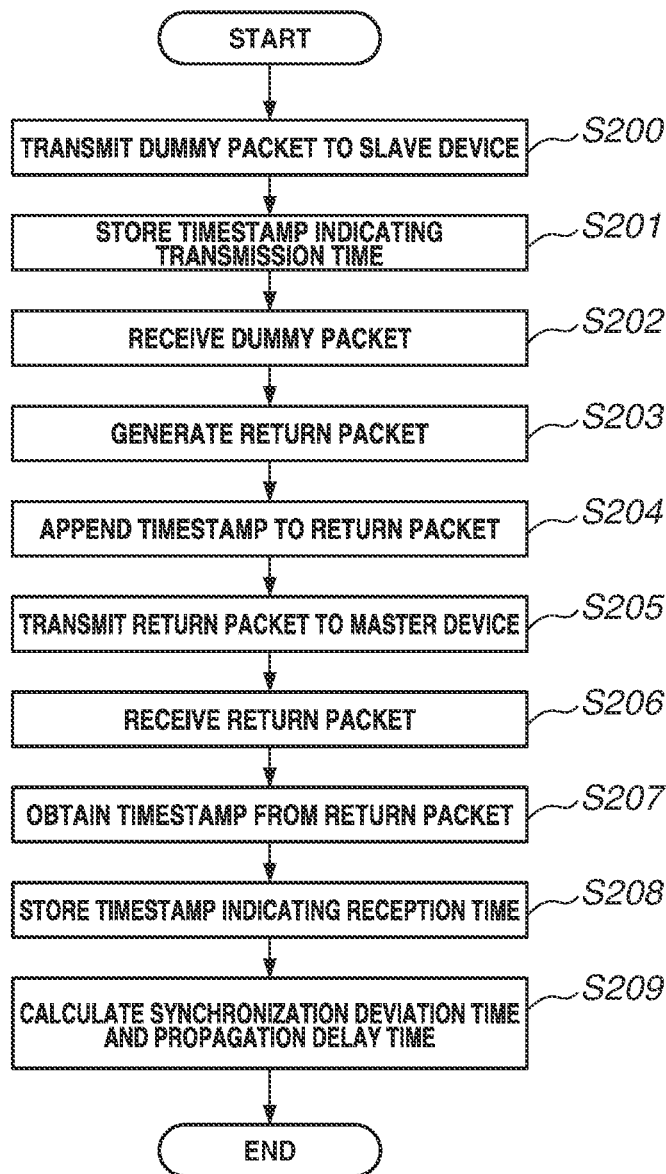 START
TRANSMIT DUMMY PACKET TO SLAVE DEVICE
S200
STORE TIMESTAMP INDICATING
TRANSMISSION TIME
S201
RECEIVE DUMMY PACKET
S202
GENERATE RETURN PACKET
S203
APPEND TIMESTAMP TO RETURN PACKET
S204
TRANSMIT RETURN PACKET TO MASTER DEVICE
S205
RECEIVE RETURN PACKET
S206
OBTAIN TIMESTAMP FROM RETURN PACKET
S207
STORE TIMESTAMP INDICATING RECEPTION TIME
S208
CALCULATE SYNCHRONIZATION DEVIATION TIME
AND PROPAGATION DELAY TIME
S209
END